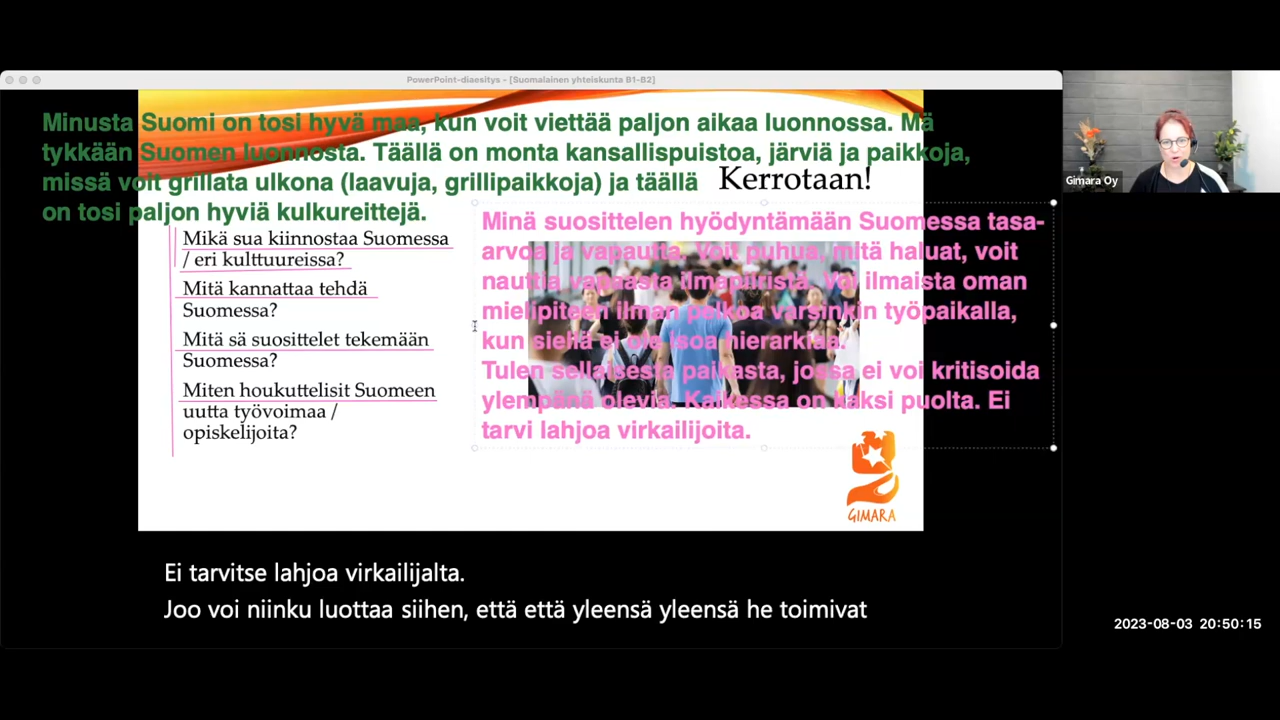 PowerPoint-diaesitys - [Suomalainen yhteiskunta B1-B2]
Minusta Suomi on tosi hyvä maa, kun voit viettää paljon aikaa luonnossa. Mä
tykkään Suomen luonnosta. Täällä on monta kansallispuistoa, järviä ja paikkoja,
missä voit grillata ulkona (laavuja, grillipaikkoja) ja täällä
on tosi paljon hyviä kulkureittejä.
Kerrotaan!
Mikä sua kiinnostaa Suomessa
/ eri kulttuureissa?
Mitä kannattaa tehdä
Suomessa?
Mitä sä suosittelet tekemään
Suomessa?
Miten houkuttelisit Suomeen
uutta työvoimaa /
opiskelijoita?
Minä suosittelen hyödyntämään Suomessa tasa-
arvoa ja vapautta. Voit puhua, mitä haluat, voit
nauttia vapaasta ilmapiiristä. Voi ilmaista oman
mielipiteen ilman pelkoa varsinkin työpaikalla,
kun siellä ei ole isoa hierarkiaa.
Tulen sellaisesta paikasta, jossa ei voi kritisoida
ylempänä olevia. Kaikessa on kaksi puolta. Ei
tarvi lahjoa virkailijoita.
GIMARA
Ei tarvitse lahjoa virkailijalta.
Joo voi niinku luottaa siihen, että että yleensä yleensä he toimivat
Gimara Oy
2023-08-03 20:50:15